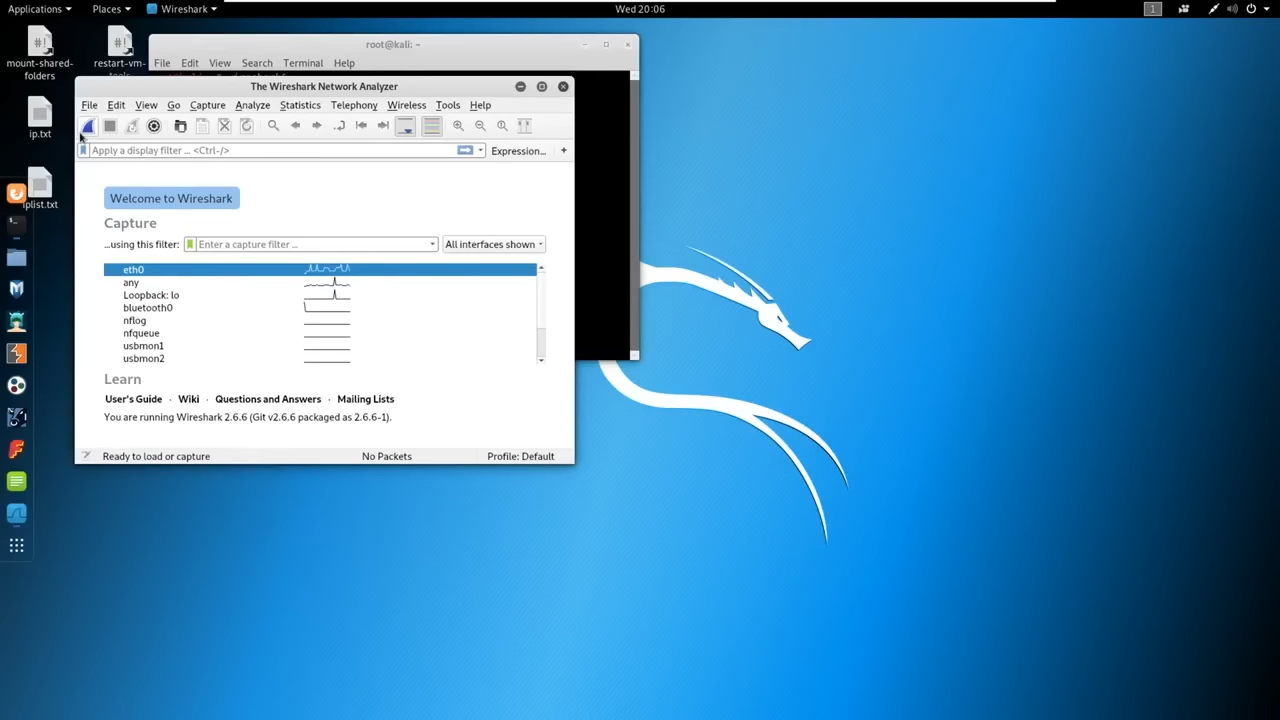 Applications Places Wireshark Wed 20:06 1
mount-shared-
folders
restart-vm-
tools
ip.txt
iplist.txt
root@kali: ~
File Edit View Search Terminal Help
The Wireshark Network Analyzer
File Edit View Go Capture Analyze Statistics Telephony Wireless Tools Help
Apply a display filter ... <Ctrl-/> Expression... +
Welcome to Wireshark
Capture
...using this filter: Enter a capture filter ... All interfaces shown
eth0
any
Loopback: lo
bluetooth0
nflog
nfqueue
usbmon1
usbmon2
Learn
User's Guide · Wiki · Questions and Answers · Mailing Lists
You are running Wireshark 2.6.6 (Git v2.6.6 packaged as 2.6.6-1).
Ready to load or capture No Packets Profile: Default